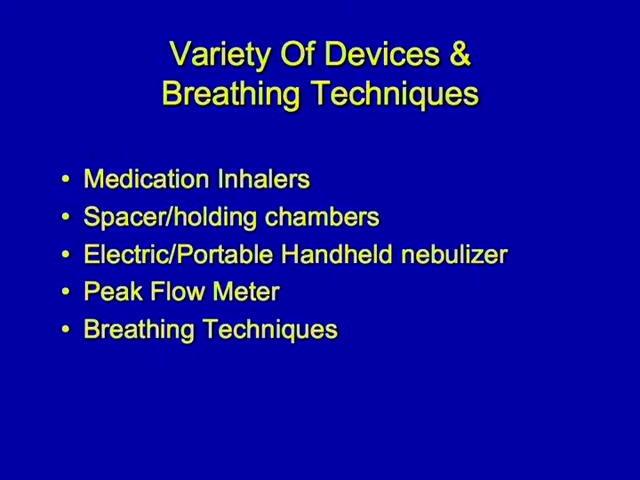 Variety Of Devices &
Breathing Techniques
• Medication Inhalers
• Spacer/holding chambers
• Electric/Portable Handheld nebulizer
• Peak Flow Meter
• Breathing Techniques